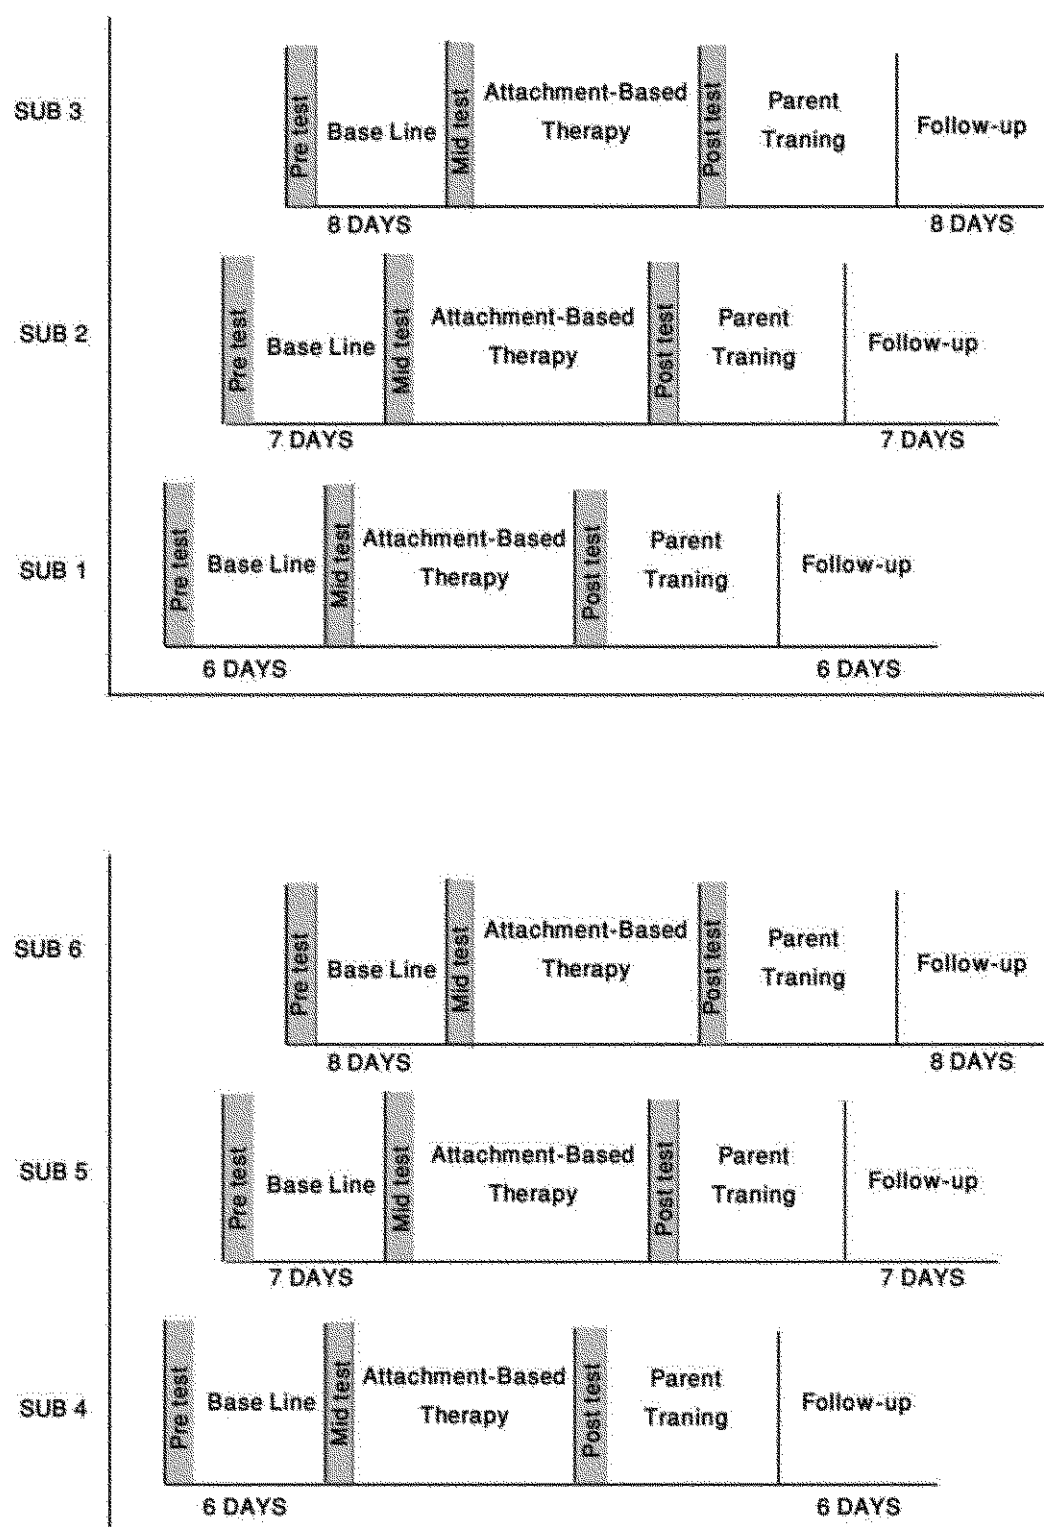 SUB 3
Pre test
Base Line
Mid test
Attachment-Based
Therapy
Post test
Parent
Traning
Follow-up
8 DAYS
8 DAYS
SUB 2
Pre test
Base Line
Mid test
Attachment-Based
Therapy
Post test
Parent
Traning
Follow-up
7 DAYS
7 DAYS
SUB 1
Pre test
Base Line
Mid test
Attachment-Based
Therapy
Post test
Parent
Traning
Follow-up
6 DAYS
6 DAYS
SUB 6
Pre test
Base Line
Mid test
Attachment-Based
Therapy
Post test
Parent
Traning
Follow-up
8 DAYS
8 DAYS
SUB 5
Pre test
Base Line
Mid test
Attachment-Based
Therapy
Post test
Parent
Traning
Follow-up
7 DAYS
7 DAYS
SUB 4
Pre test
Base Line
Mid test
Attachment-Based
Therapy
Post test
Parent
Traning
Follow-up
6 DAYS
6 DAYS